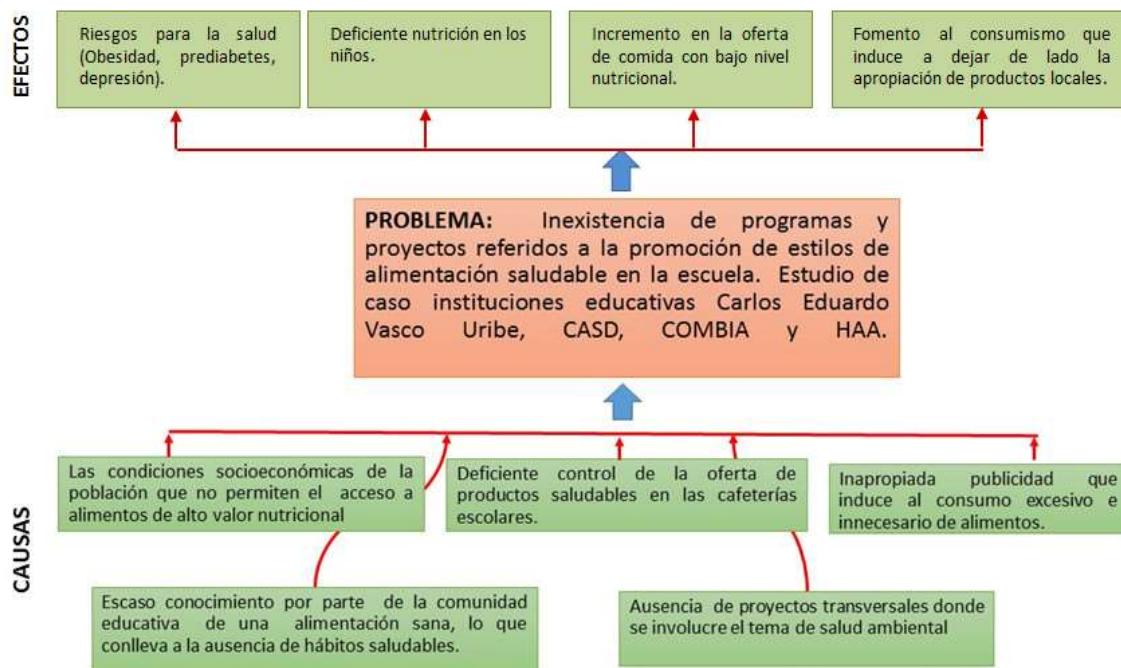 EFECTOS
Riesgos para la salud
(Obesidad, prediabetes,
depresión).
Deficiente nutrición en los
niños.
Incremento en la oferta
de comida con bajo nivel
nutricional.
Fomento al consumismo que
induce a dejar de lado la
apropiación de productos locales.
PROBLEMA: Inexistencia de programas y
proyectos referidos a la promoción de estilos de
alimentación saludable en la escuela. Estudio de
caso instituciones educativas Carlos Eduardo
Vasco Uribe, CASD, COMBIA y HAA.
CAUSAS
Las condiciones socioeconómicas de la
población que no permiten el acceso a
alimentos de alto valor nutricional
Deficiente control de la oferta de
productos saludables en las cafeterías
escolares.
Inapropiada publicidad que
induce al consumo excesivo e
innecesario de alimentos.
Escaso conocimiento por parte de la comunidad
educativa de una alimentación sana, lo que
conlleva a la ausencia de hábitos saludables.
Ausencia de proyectos transversales donde
se involucre el tema de salud ambiental